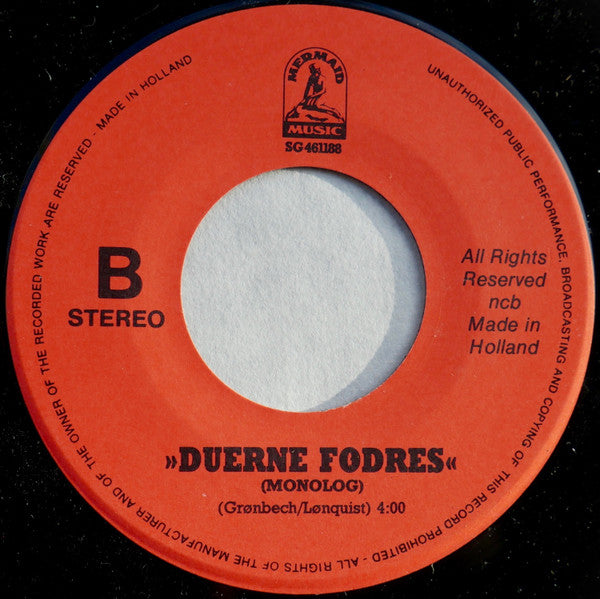 MERMAID
MUSIC
SG 461188
B
STEREO
All Rights
Reserved
ncb
Made in
Holland
»DUERNE FODRES«
(MONOLOG)
(Grønbech/Lønquist) 4:00
UNAUTHORIZED PUBLIC PERFORMANCE, BROADCASTING AND COPYING OF THIS RECORD PROHIBITED - ALL RIGHTS OF THE MANUFACTURER AND OF THE OWNER OF THE RECORDED WORK ARE RESERVED - MADE IN HOLLAND